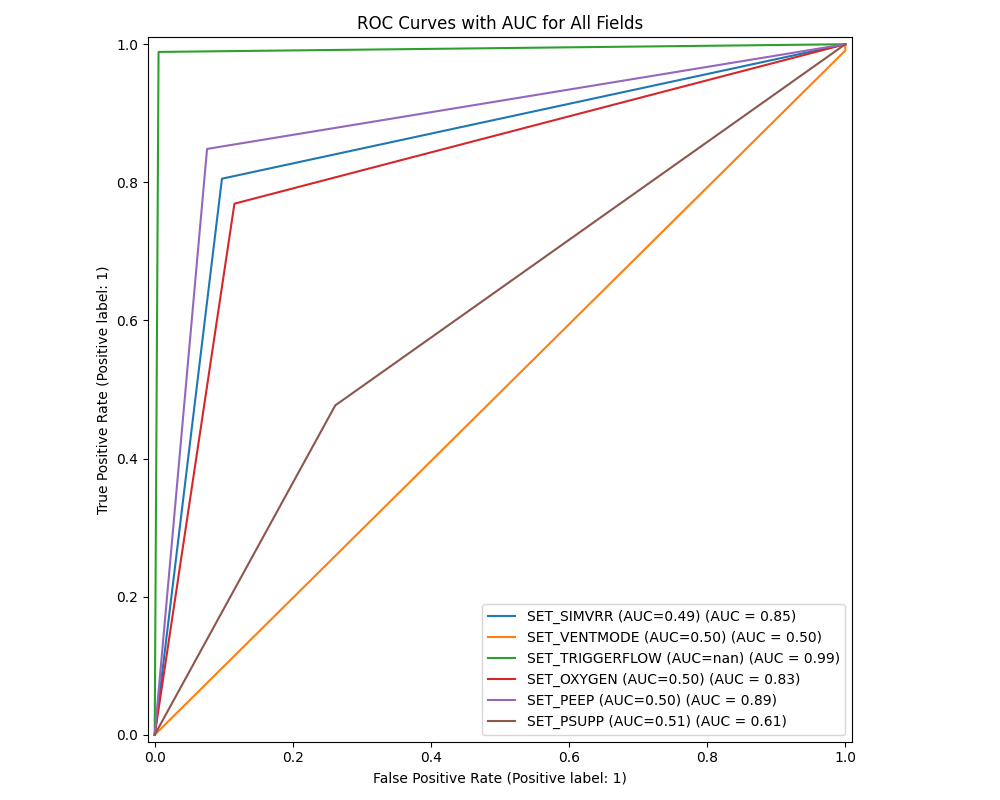 ROC Curves with AUC for All Fields
True Positive Rate (Positive label: 1)
1.0
0.8
0.6
0.4
0.2
0.0
SET_SIMVRR (AUC=0.49) (AUC = 0.85)
SET_VENTMODE (AUC=0.50) (AUC = 0.50)
SET_TRIGGERFLOW (AUC=nan) (AUC = 0.99)
SET_OXYGEN (AUC=0.50) (AUC = 0.83)
SET_PEEP (AUC=0.50) (AUC = 0.89)
SET_PSUPP (AUC=0.51) (AUC = 0.61)
0.0 0.2 0.4 0.6 0.8 1.0
False Positive Rate (Positive label: 1)